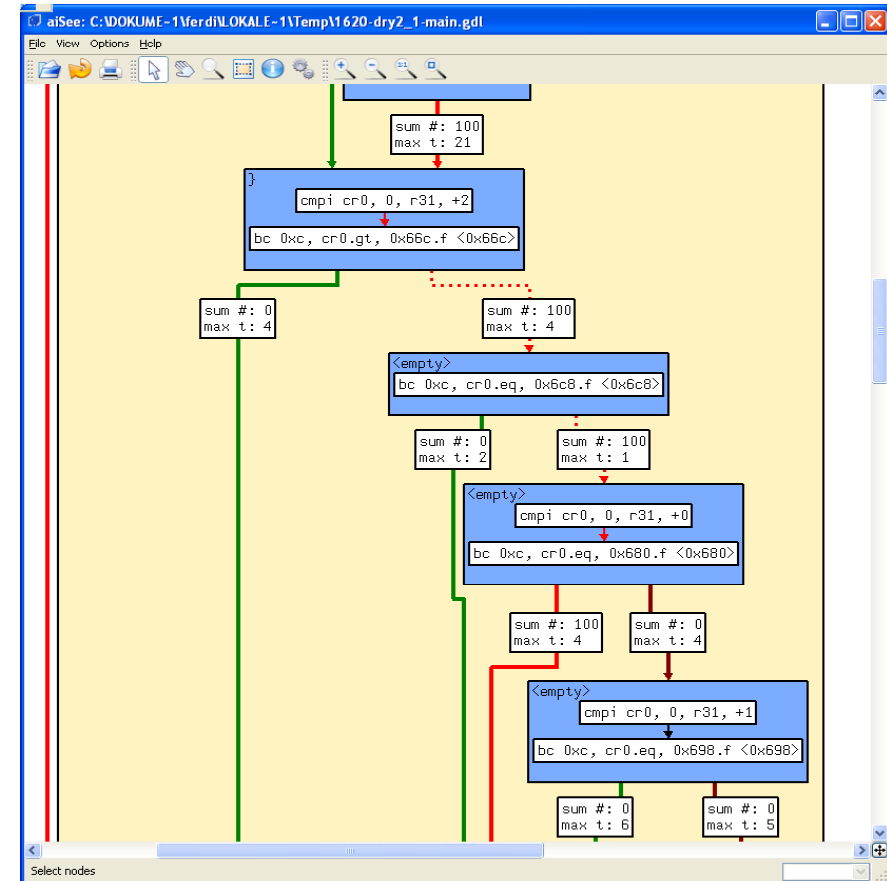 aiSee: C:\DOKUME~1\ferdi\LOKALE~1\Temp\1620-dry2_1-main.gdl
File View Options Help
sum #: 100
max t: 21
}
cmpi cr0, 0, r31, +2
bc 0xc, cr0.gt, 0x66c.f <0x66c>
sum #: 0
max t: 4
sum #: 100
max t: 4
<empty>
bc 0xc, cr0.eq, 0x6c8.f <0x6c8>
sum #: 0
max t: 2
sum #: 100
max t: 1
<empty>
cmpi cr0, 0, r31, +0
bc 0xc, cr0.eq, 0x680.f <0x680>
sum #: 100
max t: 4
sum #: 0
max t: 4
<empty>
cmpi cr0, 0, r31, +1
bc 0xc, cr0.eq, 0x698.f <0x698>
sum #: 0
max t: 6
sum #: 0
max t: 5
Select nodes